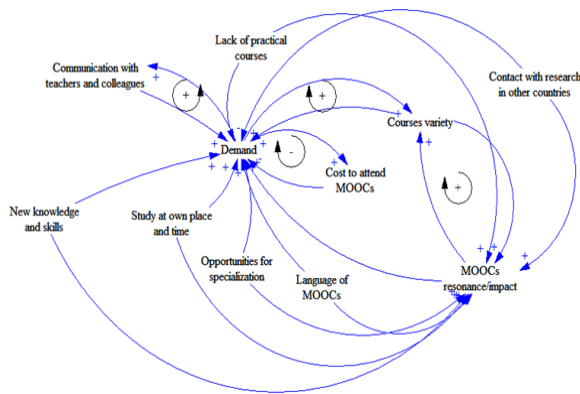 Lack of practical
courses
Communication with
teachers and colleagues
Contact with research
in other countries
Courses variety
Demand
Cost to attend
MOOCs
New knowledge
and skills
Study at own place
and time
Opportunities for
specialization
Language of
MOOCs
MOOCs
resonance/impact